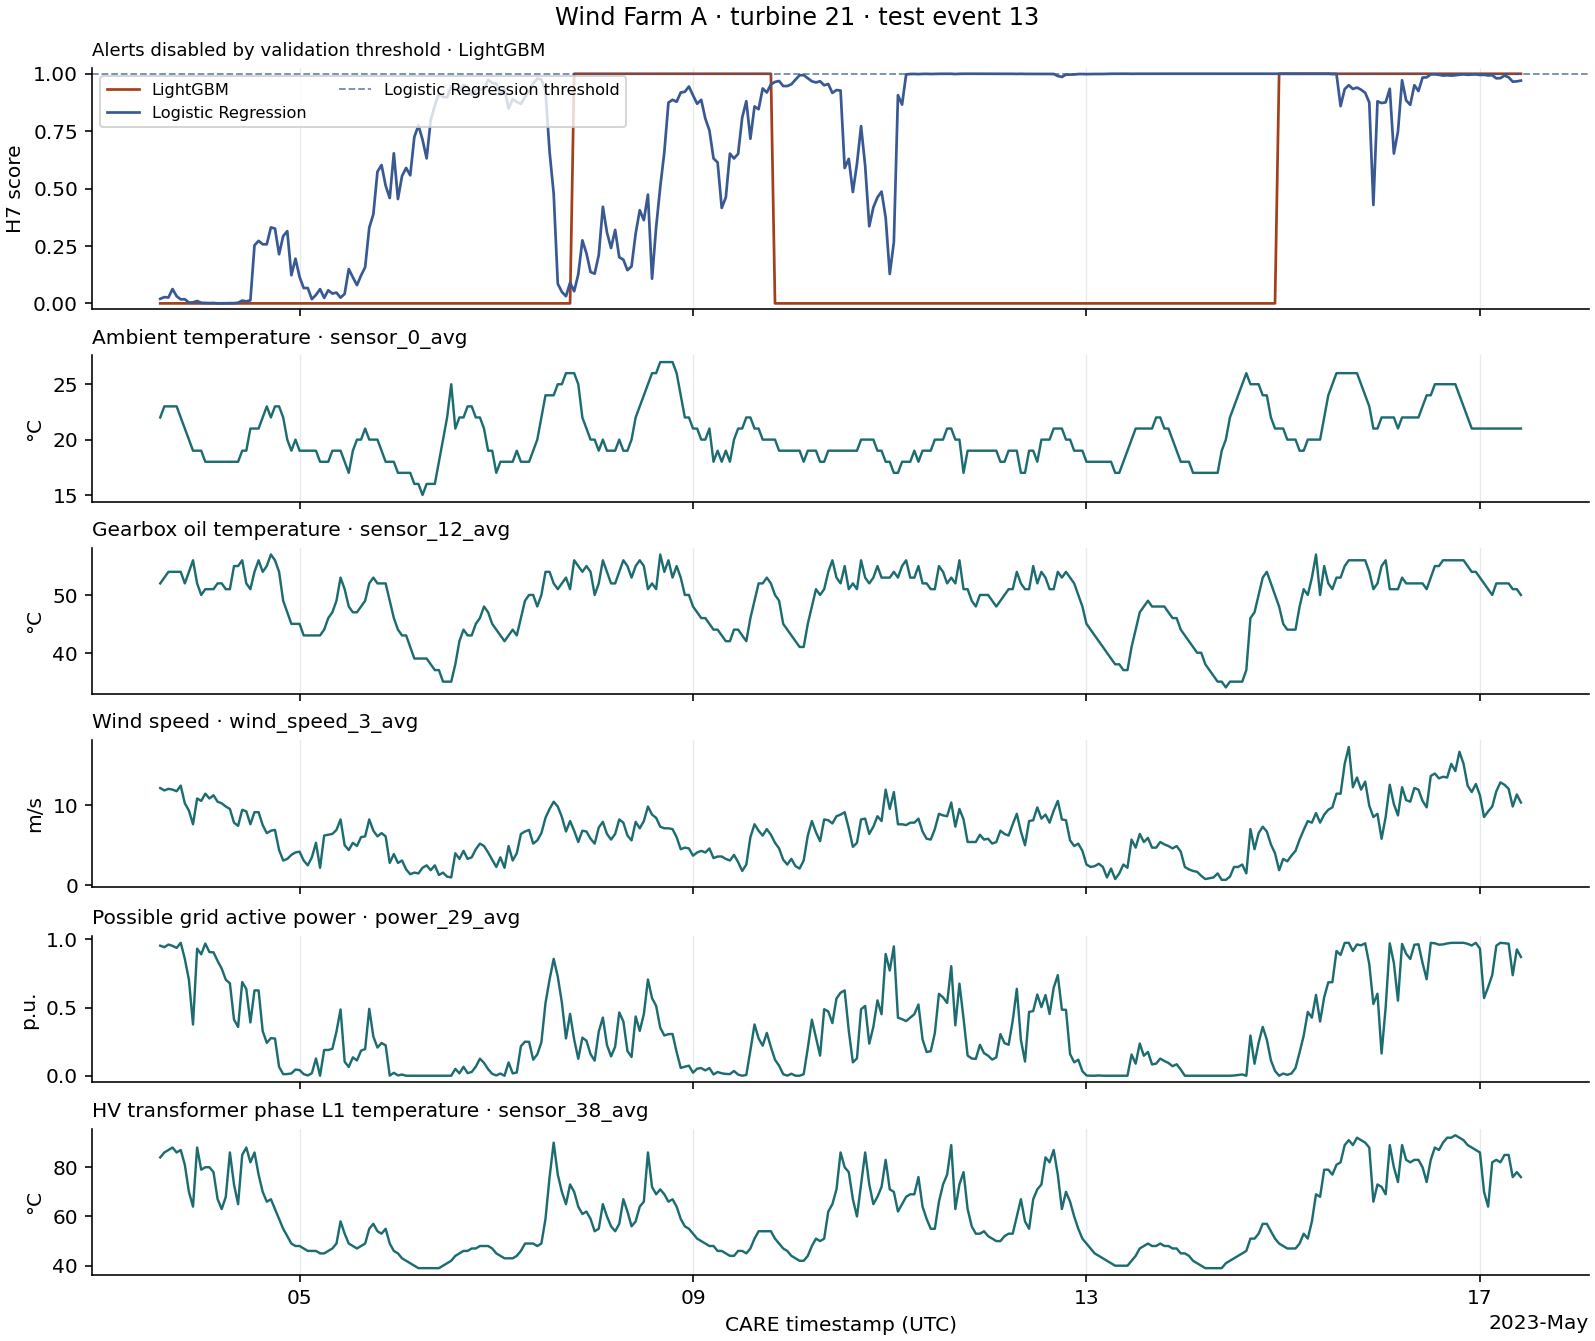 Wind Farm A · turbine 21 · test event 13
Alerts disabled by validation threshold · LightGBM
1.00
0.75
0.50
0.25
0.00
H7 score
LightGBM
Logistic Regression
Logistic Regression threshold
Ambient temperature · sensor_0_avg
25
20
15
°C
Gearbox oil temperature · sensor_12_avg
50
40
°C
Wind speed · wind_speed_3_avg
10
0
m/s
Possible grid active power · power_29_avg
1.0
0.5
0.0
p.u.
HV transformer phase L1 temperature · sensor_38_avg
80
60
40
°C
05
09
13
17
CARE timestamp (UTC)
2023-May